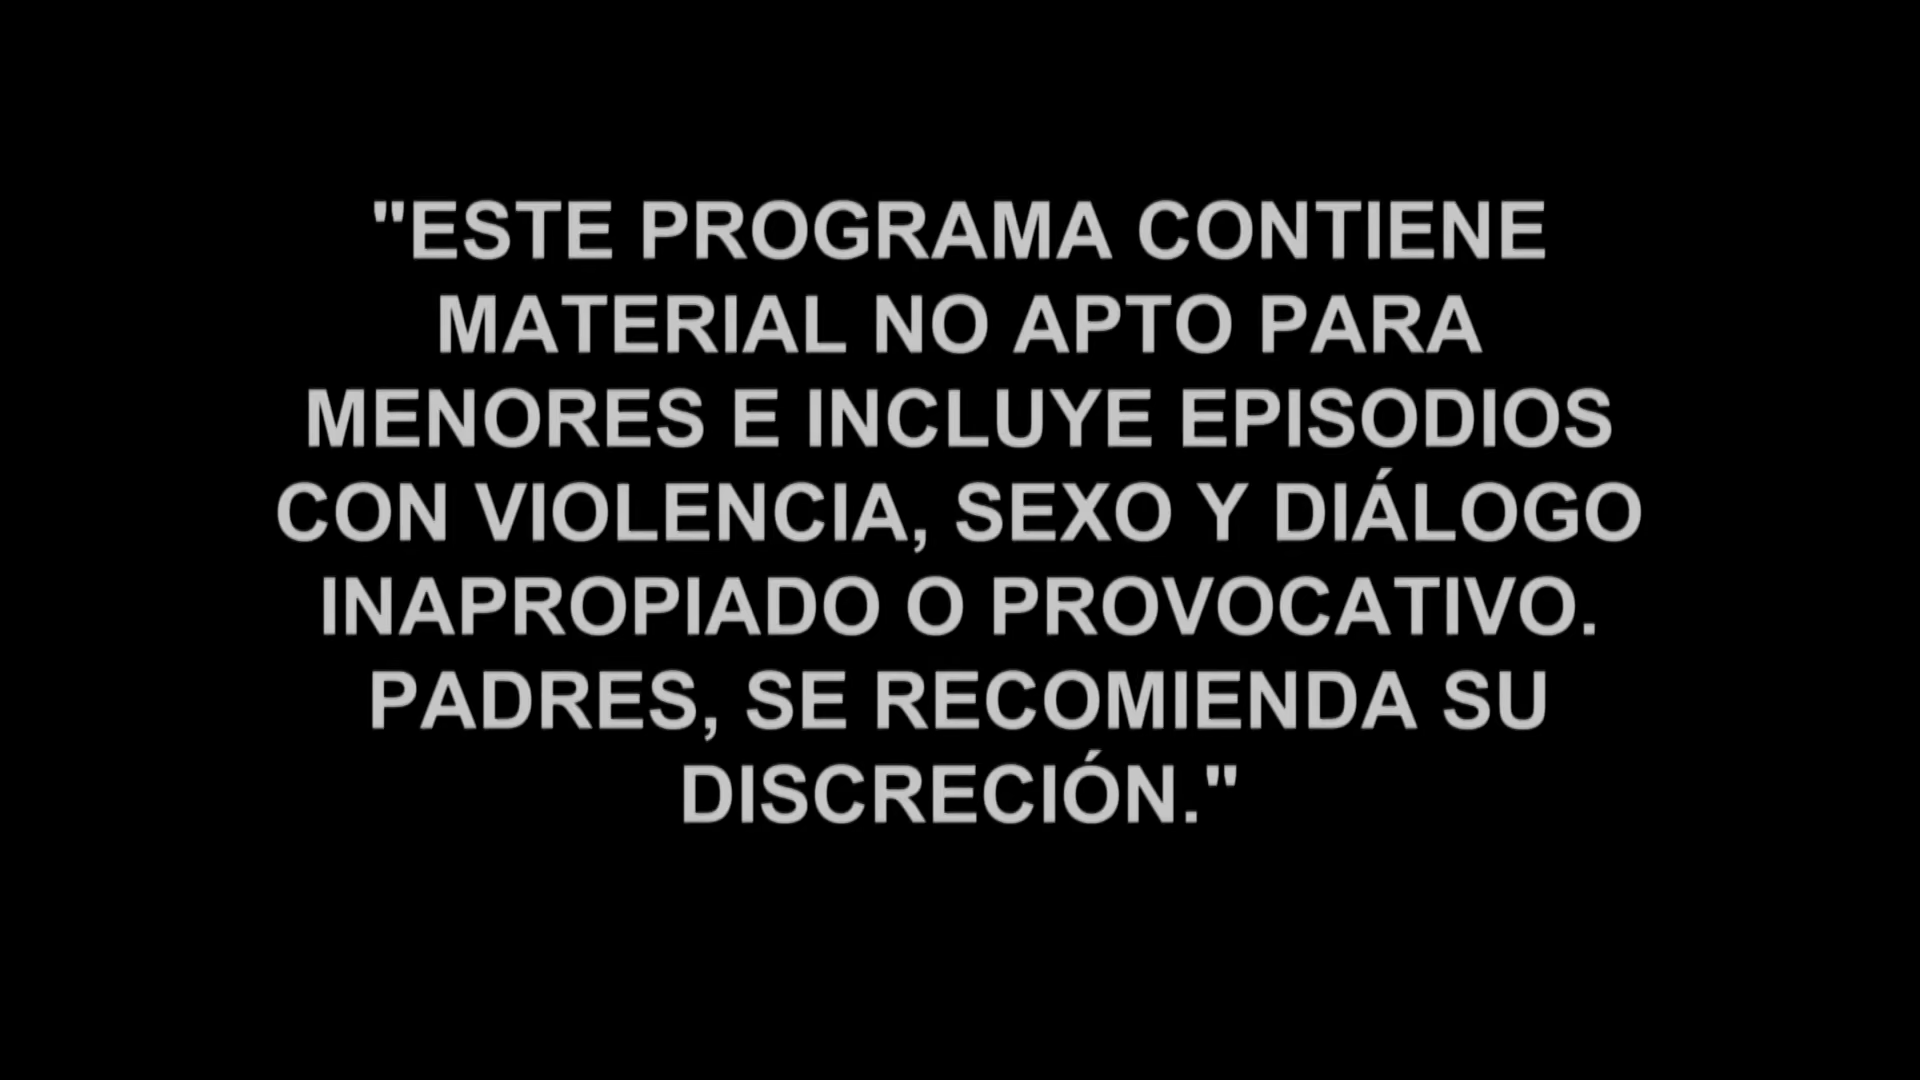 "ESTE PROGRAMA CONTIENE
MATERIAL NO APTO PARA
MENORES E INCLUYE EPISODIOS
CON VIOLENCIA, SEXO Y DIÁLOGO
INAPROPIADO O PROVOCATIVO.
PADRES, SE RECOMIENDA SU
DISCRECIÓN."